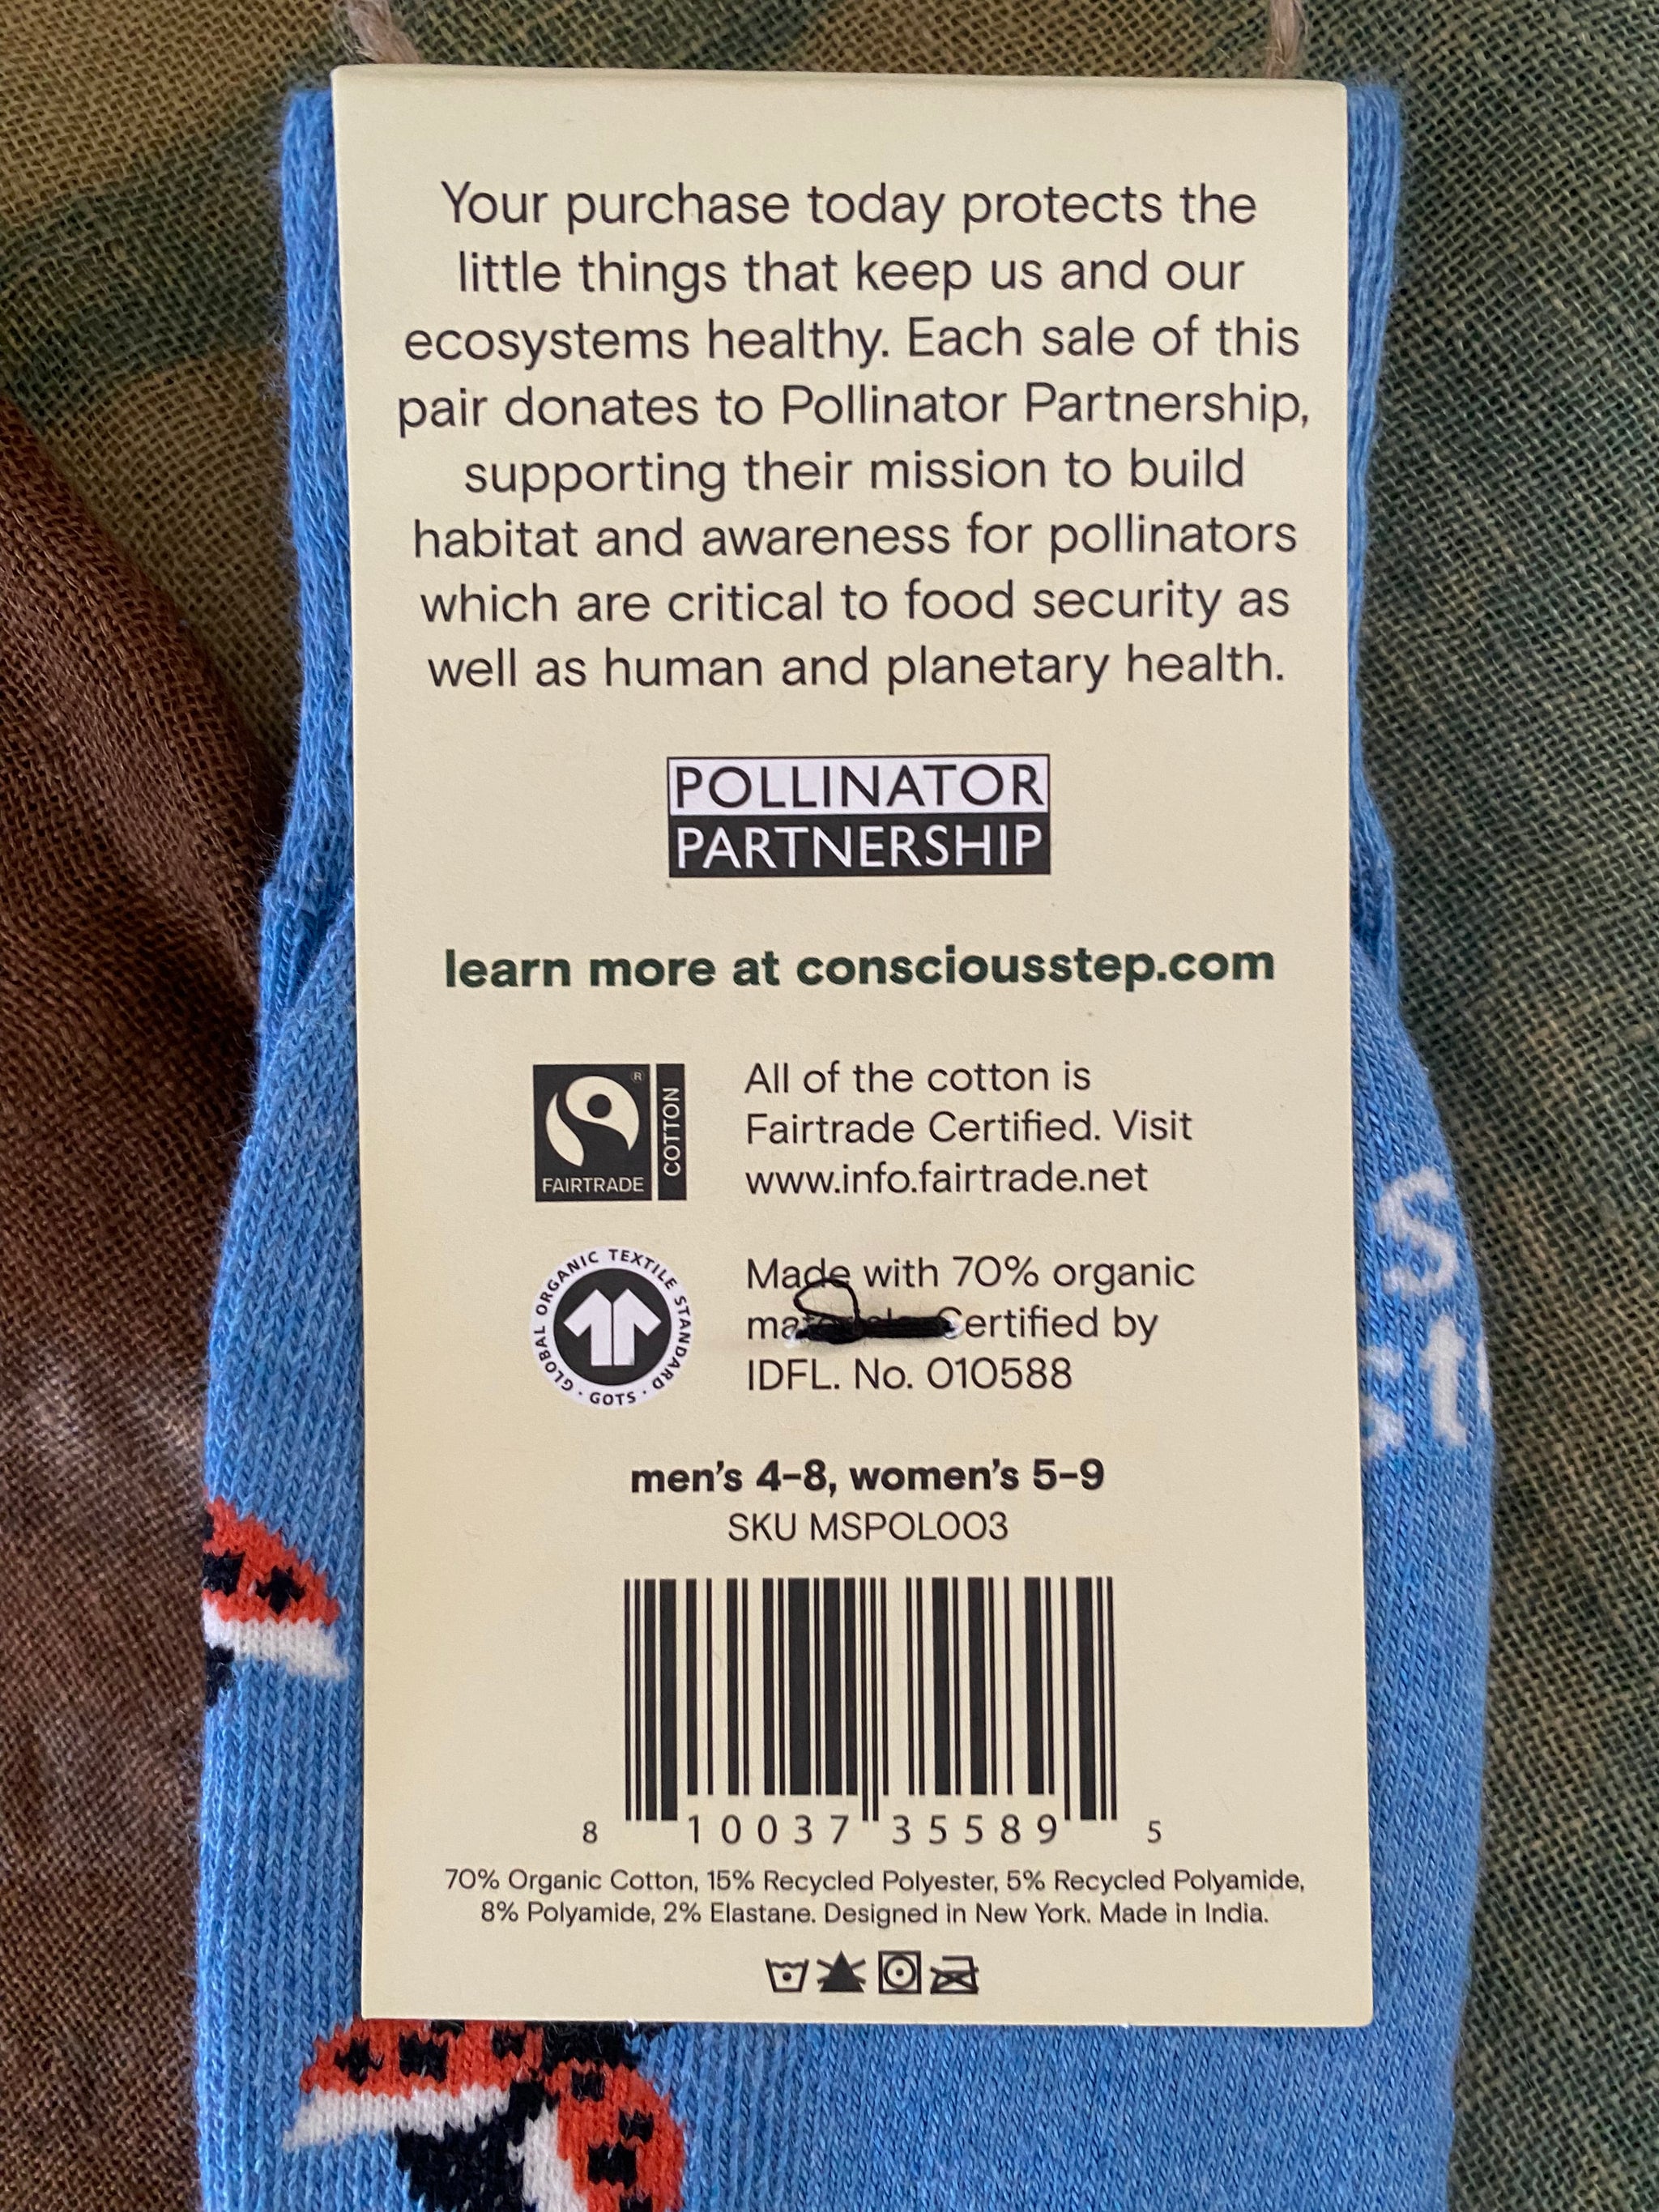 Your purchase today protects the
little things that keep us and our
ecosystems healthy. Each sale of this
pair donates to Pollinator Partnership,
supporting their mission to build
habitat and awareness for pollinators
which are critical to food security as
well as human and planetary health.
POLLINATOR
PARTNERSHIP
learn more at consciousstep.com
®
FAIRTRADE
COTTON
All of the cotton is
Fairtrade Certified. Visit
www.info.fairtrade.net
GLOBAL ORGANIC TEXTILE STANDARD · GOTS ·
Made with 70% organic
Certified by
IDFL. No. 010588
men's 4–8, women's 5–9
SKU MSPOL003
8 10037 35589 5
70% Organic Cotton, 15% Recycled Polyester, 5% Recycled Polyamide,
8% Polyamide, 2% Elastane. Designed in New York. Made in India.